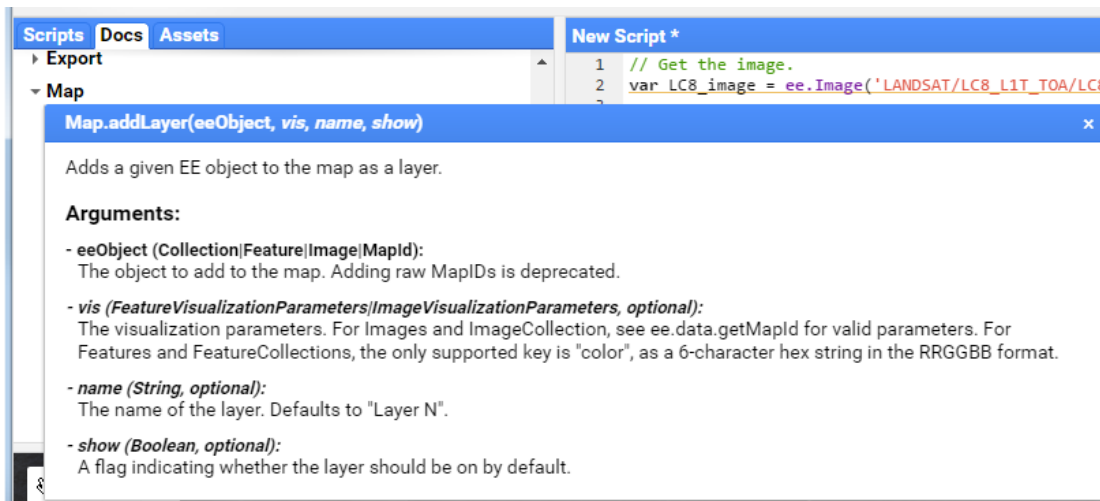 Scripts Docs Assets
New Script *
Export
1 // Get the image.
Map
2 var LC8_image = ee.Image('LANDSAT/LC8_L1T_TOA/LC8
Map.addLayer(eeObject, vis, name, show)
Adds a given EE object to the map as a layer.
Arguments:
- eeObject (Collection|Feature|Image|MapId):
The object to add to the map. Adding raw MapIDs is deprecated.
- vis (FeatureVisualizationParameters|ImageVisualizationParameters, optional):
The visualization parameters. For Images and ImageCollection, see ee.data.getMapId for valid parameters. For
Features and FeatureCollections, the only supported key is "color", as a 6-character hex string in the RRGGBB format.
- name (String, optional):
The name of the layer. Defaults to "Layer N".
- show (Boolean, optional):
A flag indicating whether the layer should be on by default.